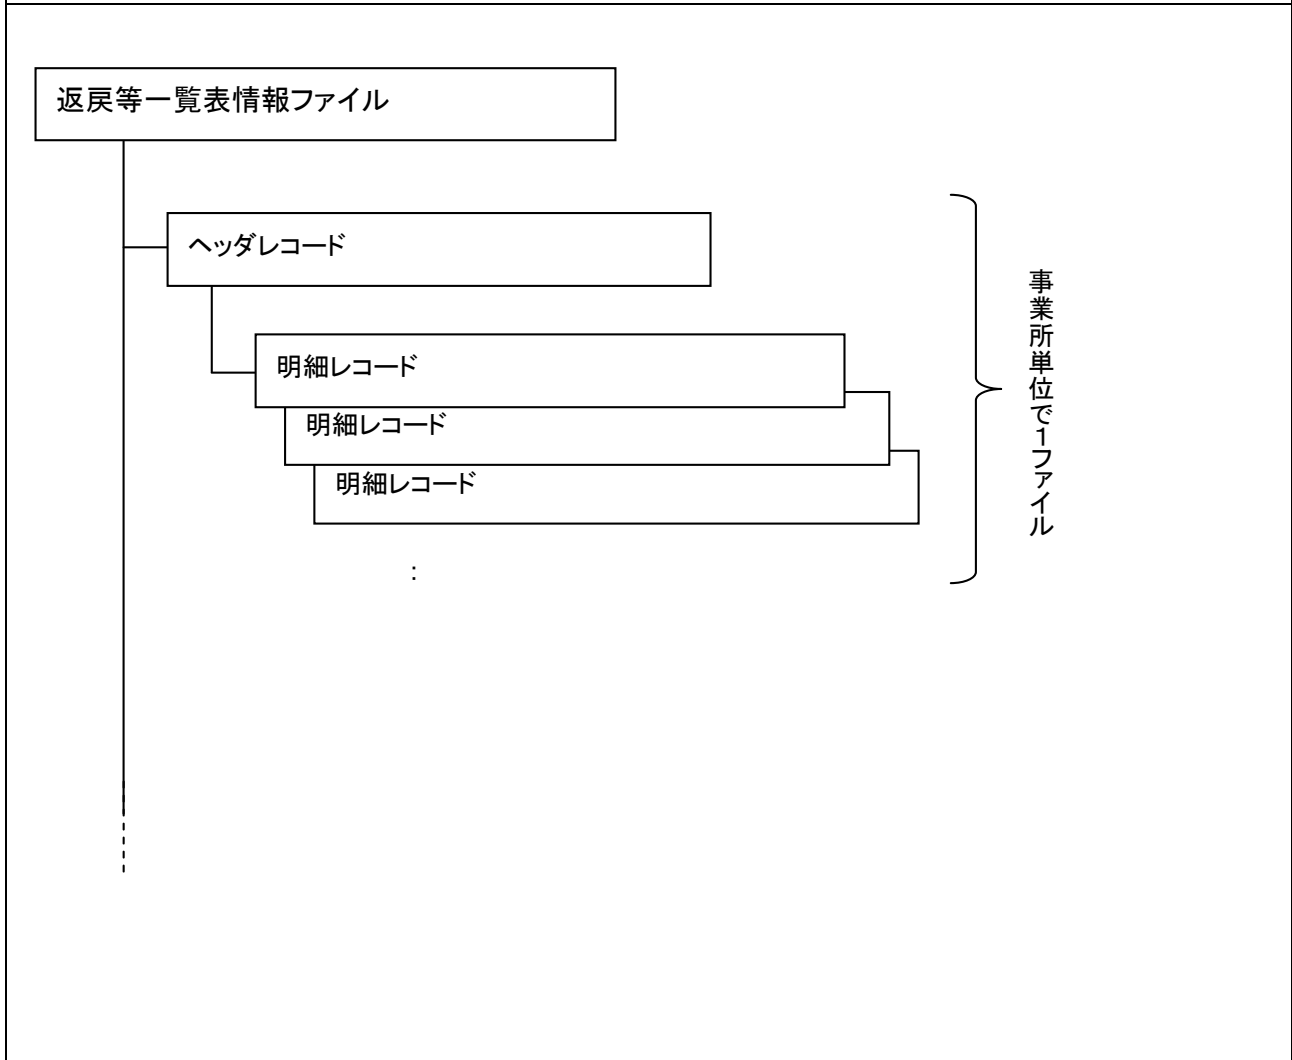 返戻等一覧表情報ファイル
ヘッダレコード
明細レコード
明細レコード
明細レコード
:
事業所単位で1ファイル